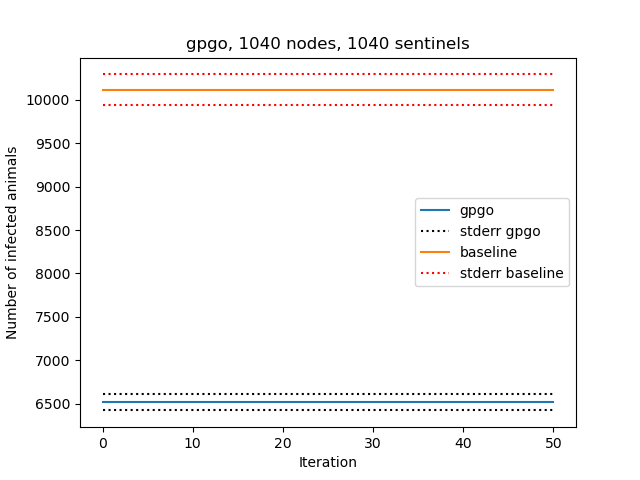 gpgo, 1040 nodes, 1040 sentinels
Number of infected animals
10000
9500
9000
8500
8000
7500
7000
6500
gpgo
stderr gpgo
baseline
stderr baseline
0 10 20 30 40 50
Iteration